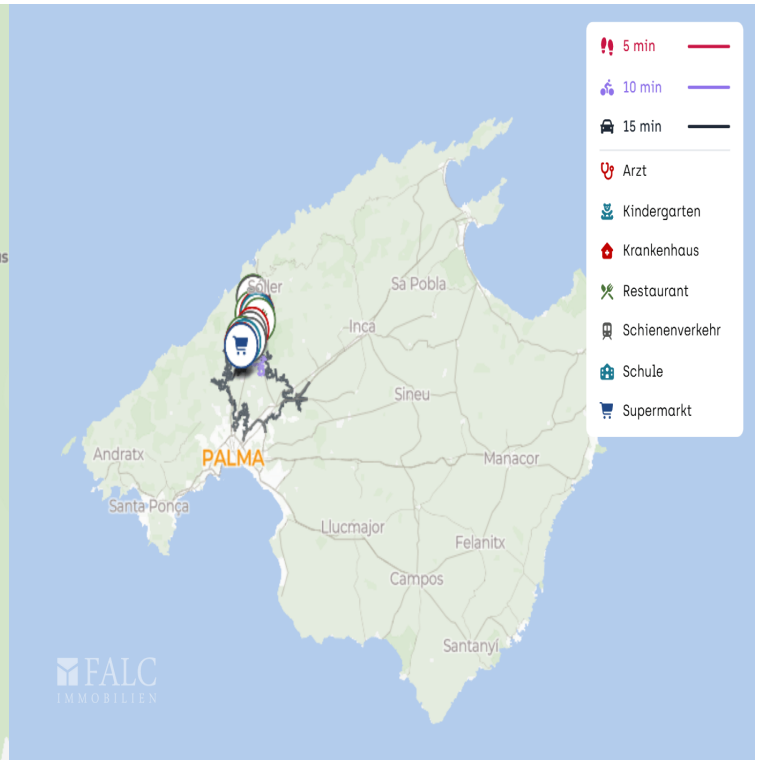 5 min
10 min
15 min
Arzt
Kindergarten
Krankenhaus
Restaurant
Schienenverkehr
Schule
Supermarkt
Sóller
Sa Pobla
Inca
Sineu
Andratx
PALMA
Manacor
Santa Ponça
Llucmajor
Felanitx
Campos
Santanyí
FALC
IMMOBILIEN